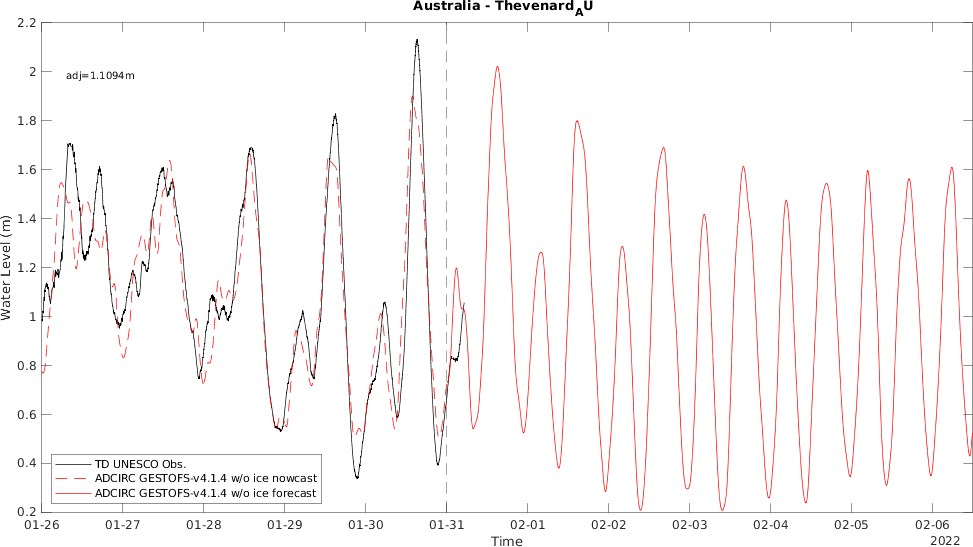 Australia - Thevenard_AU
adj=1.1094m
2.2
2
1.8
1.6
1.4
1.2
1
0.8
0.6
0.4
0.2
Water Level (m)
TD UNESCO Obs.
ADCIRC GESTOFS-v4.1.4 w/o ice nowcast
ADCIRC GESTOFS-v4.1.4 w/o ice forecast
01-26 01-27 01-28 01-29 01-30 01-31 02-01 02-02 02-03 02-04 02-05 02-06
Time
2022